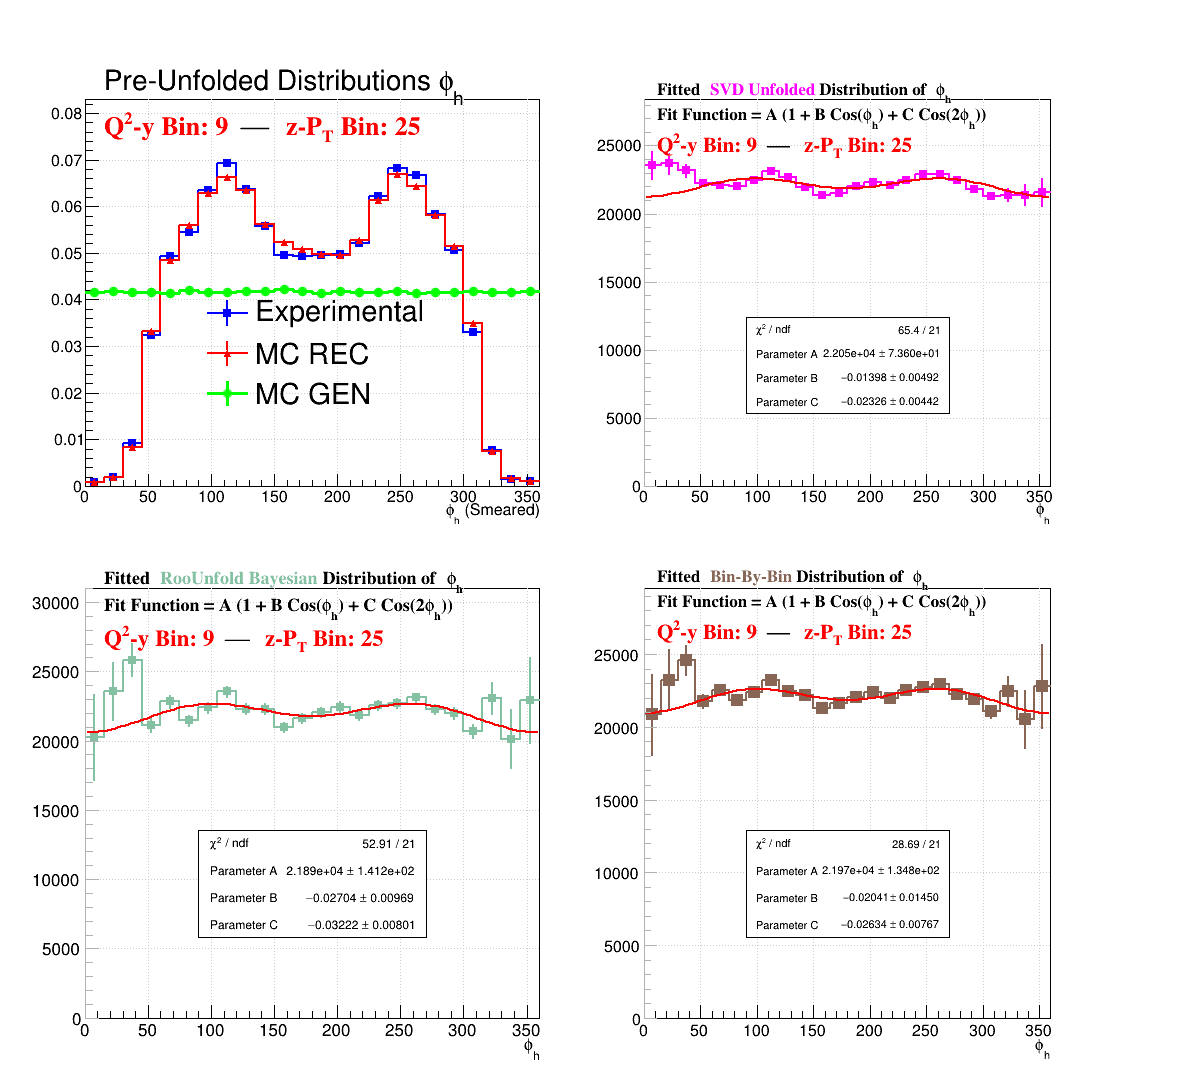 Pre-Unfolded Distributions ϕh
Q2-y Bin: 9 — z-PT Bin: 25
0.08
0.07
0.06
0.05
0.04
0.03
0.02
0.01
0
Experimental
MC REC
MC GEN
0 50 100 150 200 250 300 350
ϕh (Smeared)
Fitted SVD Unfolded Distribution of ϕh
Fit Function = A (1 + B Cos(ϕh) + C Cos(2ϕh))
Q2-y Bin: 9 — z-PT Bin: 25
25000
20000
15000
10000
5000
0
χ2 / ndf 65.4 / 21
Parameter A 2.205e+04 ± 7.360e+01
Parameter B −0.01398 ± 0.00492
Parameter C −0.02326 ± 0.00442
0 50 100 150 200 250 300 350
ϕh
Fitted RooUnfold Bayesian Distribution of ϕh
Fit Function = A (1 + B Cos(ϕh) + C Cos(2ϕh))
Q2-y Bin: 9 — z-PT Bin: 25
30000
25000
20000
15000
10000
5000
0
χ2 / ndf 52.91 / 21
Parameter A 2.189e+04 ± 1.412e+02
Parameter B −0.02704 ± 0.00969
Parameter C −0.03222 ± 0.00801
0 50 100 150 200 250 300 350
ϕh
Fitted Bin-By-Bin Distribution of ϕh
Fit Function = A (1 + B Cos(ϕh) + C Cos(2ϕh))
Q2-y Bin: 9 — z-PT Bin: 25
25000
20000
15000
10000
5000
0
χ2 / ndf 28.69 / 21
Parameter A 2.197e+04 ± 1.348e+02
Parameter B −0.02041 ± 0.01450
Parameter C −0.02634 ± 0.00767
0 50 100 150 200 250 300 350
ϕh